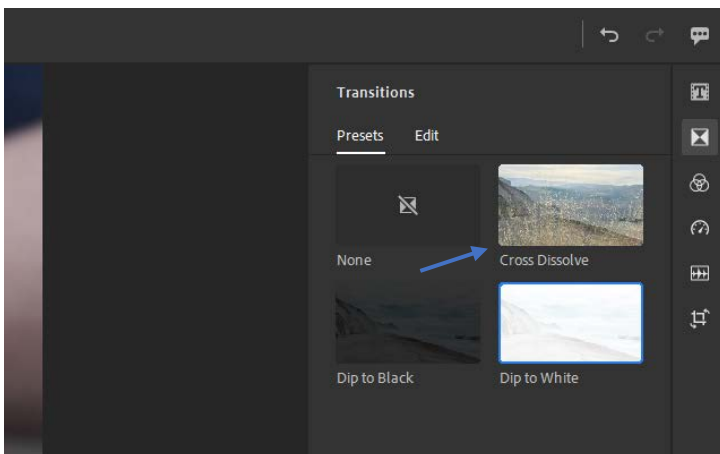 Transitions
Presets Edit
None Cross Dissolve
Dip to Black Dip to White